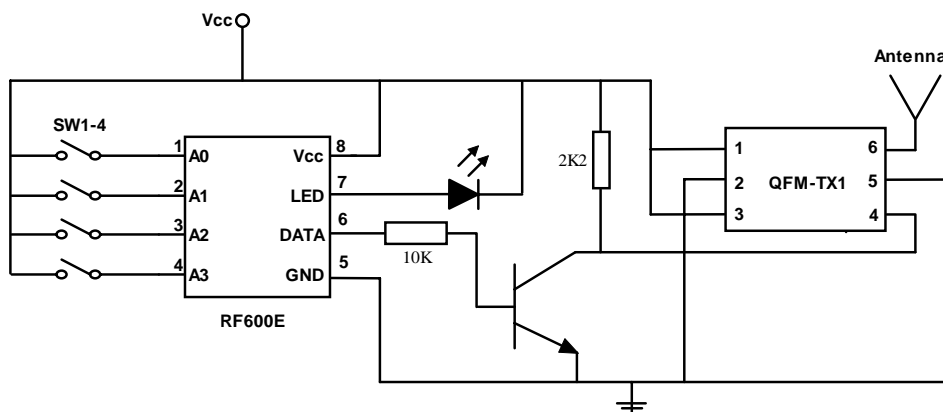 Vcc
Antenna
SW1-4
1 A0 Vcc 8
2 A1 LED 7
3 A2 DATA 6
4 A3 GND 5
RF600E
10K
2K2
1 6
2 QFM-TX1 5
3 4